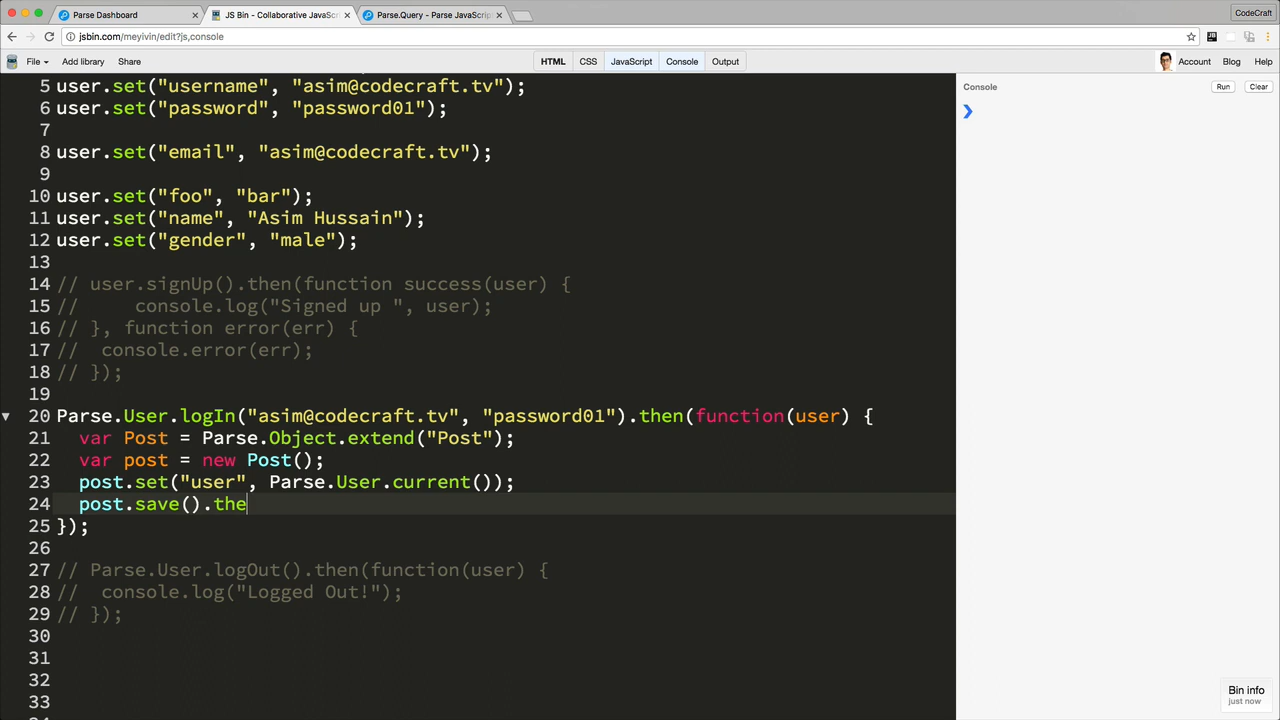 Parse Dashboard
JS Bin - Collaborative JavaScri
Parse.Query - Parse JavaScript
CodeCraft
jsbin.com/meyivin/edit?js,console
File
Add library
Share
HTML
CSS
JavaScript
Console
Output
Account
Blog
Help
5 user.set("username", "asim@codecraft.tv");
6 user.set("password", "password01");
7
8 user.set("email", "asim@codecraft.tv");
9
10 user.set("foo", "bar");
11 user.set("name", "Asim Hussain");
12 user.set("gender", "male");
13
14 // user.signUp().then(function success(user) {
15 //     console.log("Signed up ", user);
16 // }, function error(err) {
17 //  console.error(err);
18 // });
19
20 Parse.User.logIn("asim@codecraft.tv", "password01").then(function(user) {
21   var Post = Parse.Object.extend("Post");
22   var post = new Post();
23   post.set("user", Parse.User.current());
24   post.save().the
25 });
26
27 // Parse.User.logOut().then(function(user) {
28 //  console.log("Logged Out!");
29 // });
30
31
32
33
Console
Run
Clear
Bin info
just now